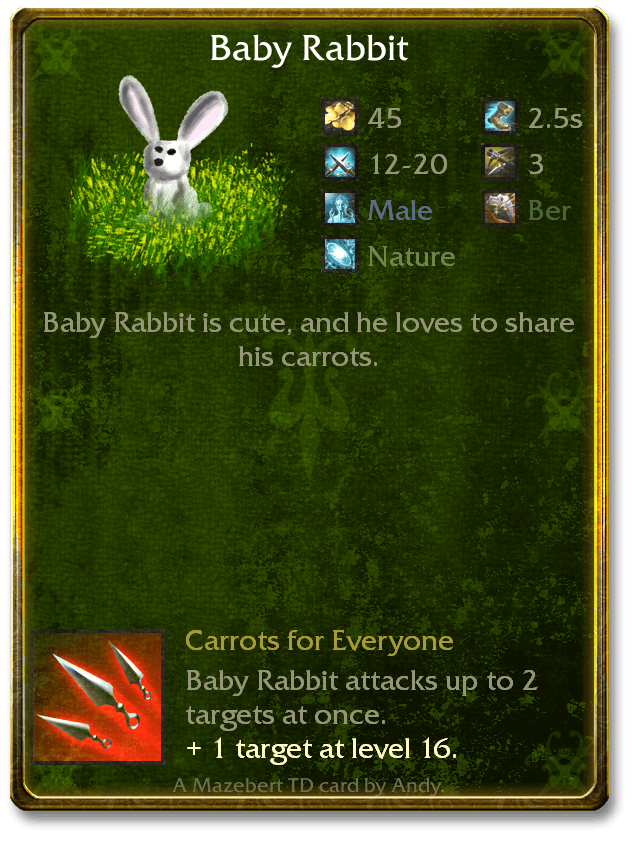 Baby Rabbit
45 2.5s
12-20 3
Male Ber
Nature
Baby Rabbit is cute, and he loves to share
his carrots.
Carrots for Everyone
Baby Rabbit attacks up to 2
targets at once.
+ 1 target at level 16.
A Mazebert TD card by Andy.